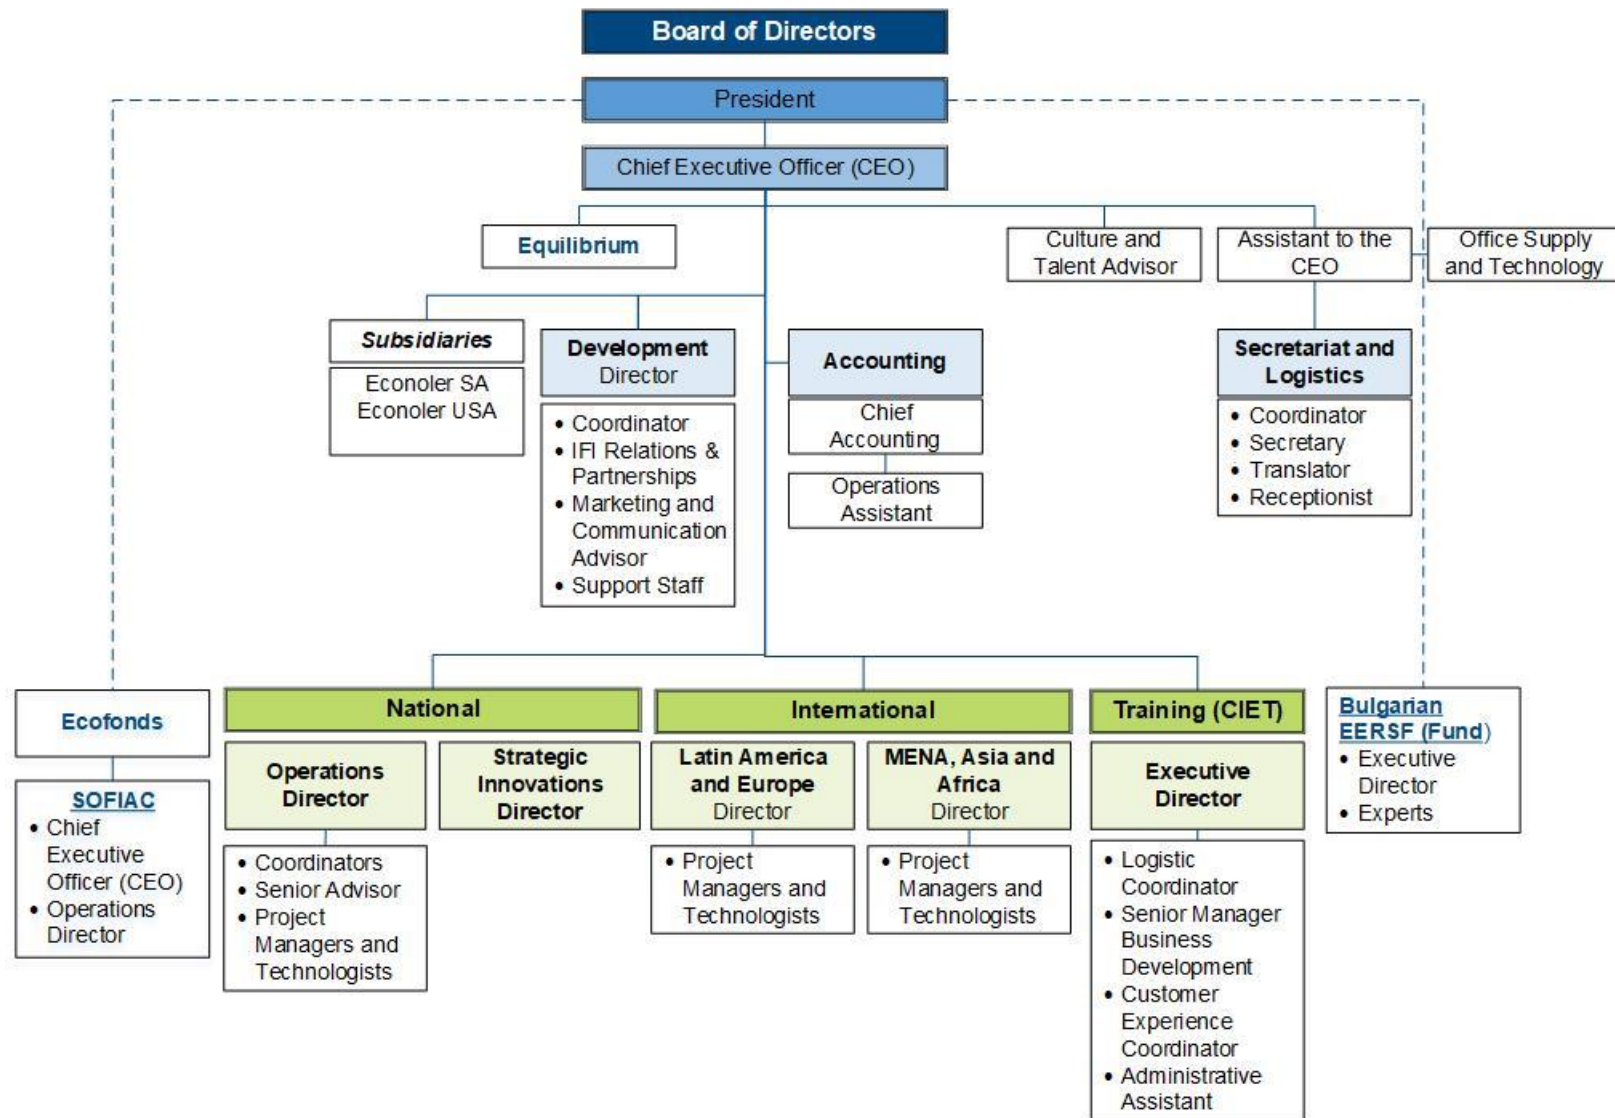 Board of Directors
President
Chief Executive Officer (CEO)
Equilibrium
Culture and
Talent Advisor
Assistant to the
CEO
Office Supply
and Technology
Subsidiaries
Econoler SA
Econoler USA
Development
Director
• Coordinator
• IFI Relations &
Partnerships
• Marketing and
Communication
Advisor
• Support Staff
Accounting
Chief
Accounting
Operations
Assistant
Secretariat and
Logistics
• Coordinator
• Secretary
• Translator
• Receptionist
Ecofonds
SOFIAC
• Chief
Executive
Officer (CEO)
• Operations
Director
National
Operations
Director
• Coordinators
• Senior Advisor
• Project
Managers and
Technologists
Strategic
Innovations
Director
International
Latin America
and Europe
Director
• Project
Managers and
Technologists
MENA, Asia and
Africa
Director
• Project
Managers and
Technologists
Training (CIET)
Executive
Director
• Logistic
Coordinator
• Senior Manager
Business
Development
• Customer
Experience
Coordinator
• Administrative
Assistant
Bulgarian
EERSF (Fund)
• Executive
Director
• Experts